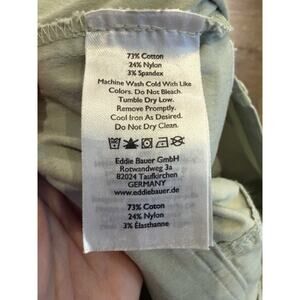 73% Cotton
24% Nylon
3% Spandex
Machine Wash Cold With Like
Colors. Do Not Bleach.
Tumble Dry Low.
Remove Promptly.
Cool Iron As Desired.
Do Not Dry Clean.
Eddie Bauer GmbH
Rotwandweg 3a
82024 Taufkirchen
GERMANY
www.eddiebauer.de
73% Coton
24% Nylon
3% Élasthanne